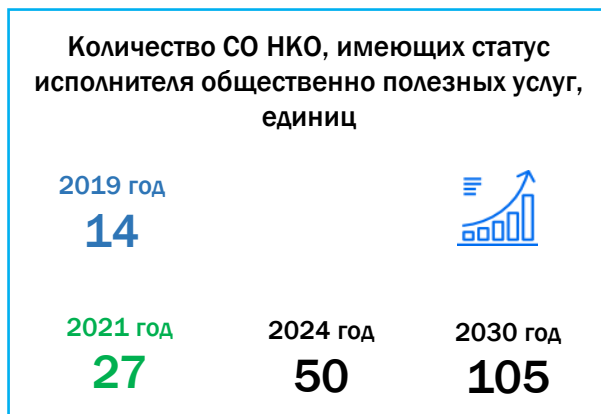 Количество СО НКО, имеющих статус
исполнителя общественно полезных услуг,
единиц
2019 год
14
2021 год
27
2024 год
50
2030 год
105